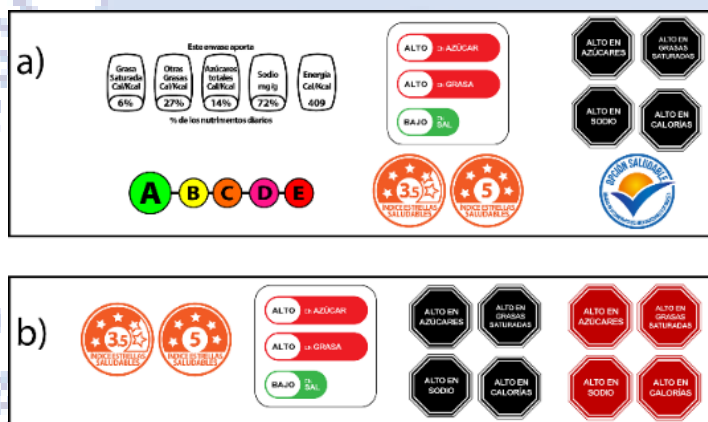 a)
Este envase aporta
Grasa Saturada Cal/Kcal 6%
Otras Grasas Cal/Kcal 27%
Azúcares totales Cal/Kcal 14%
Sodio mg/g 72%
Energía Cal/Kcal 409
% de los nutrimentos diarios
ALTO EN AZÚCAR
ALTO EN GRASA
BAJO EN SAL
ALTO EN AZÚCARES
ALTO EN GRASAS SATURADAS
ALTO EN SODIO
ALTO EN CALORÍAS
A B C D E
3.5 ÍNDICE ESTRELLAS SALUDABLES
5 ÍNDICE ESTRELLAS SALUDABLES
OPCIÓN SALUDABLE
b)
3.5 ÍNDICE ESTRELLAS SALUDABLES
5 ÍNDICE ESTRELLAS SALUDABLES
ALTO EN AZÚCAR
ALTO EN GRASA
BAJO EN SAL
ALTO EN AZÚCARES
ALTO EN GRASAS SATURADAS
ALTO EN SODIO
ALTO EN CALORÍAS
ALTO EN AZÚCARES
ALTO EN GRASAS SATURADAS
ALTO EN SODIO
ALTO EN CALORÍAS